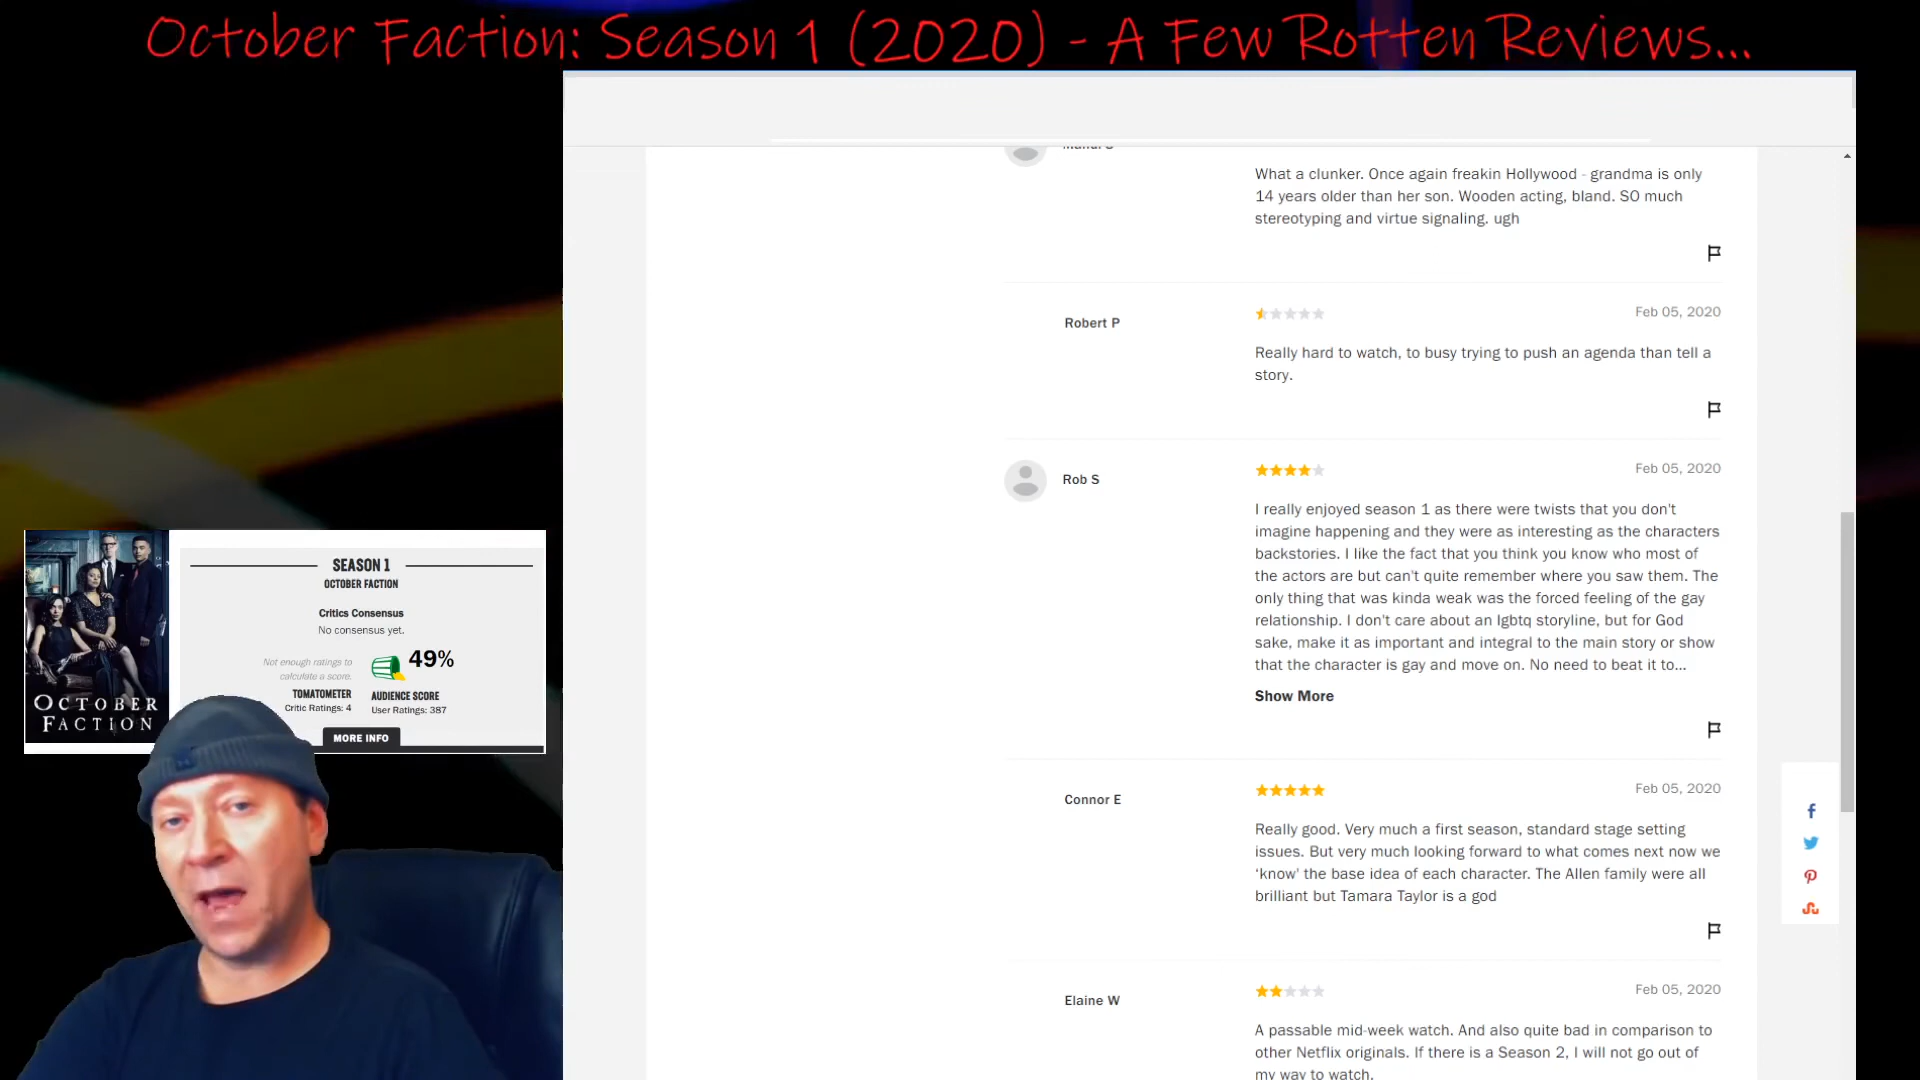 October Faction: Season 1 (2020) - A Few Rotten Reviews...
What a clunker. Once again freakin Hollywood - grandma is only
14 years older than her son. Wooden acting, bland. SO much
stereotyping and virtue signaling. ugh
Robert P
Feb 05, 2020
Really hard to watch, to busy trying to push an agenda than tell a
story.
Rob S
Feb 05, 2020
I really enjoyed season 1 as there were twists that you don't
imagine happening and they were as interesting as the characters
backstories. I like the fact that you think you know who most of
the actors are but can't quite remember where you saw them. The
only thing that was kinda weak was the forced feeling of the gay
relationship. I don't care about an lgbtq storyline, but for God
sake, make it as important and integral to the main story or show
that the character is gay and move on. No need to beat it to...
Show More
Connor E
Feb 05, 2020
Really good. Very much a first season, standard stage setting
issues. But very much looking forward to what comes next now we
‘know' the base idea of each character. The Allen family were all
brilliant but Tamara Taylor is a god
Elaine W
Feb 05, 2020
A passable mid-week watch. And also quite bad in comparison to
other Netflix originals. If there is a Season 2, I will not go out of
my way to watch.
OCTOBER
FACTION
SEASON 1
OCTOBER FACTION
Critics Consensus
No consensus yet.
Not enough ratings to
calculate a score.
TOMATOMETER
Critic Ratings: 4
49%
AUDIENCE SCORE
User Ratings: 387
MORE INFO